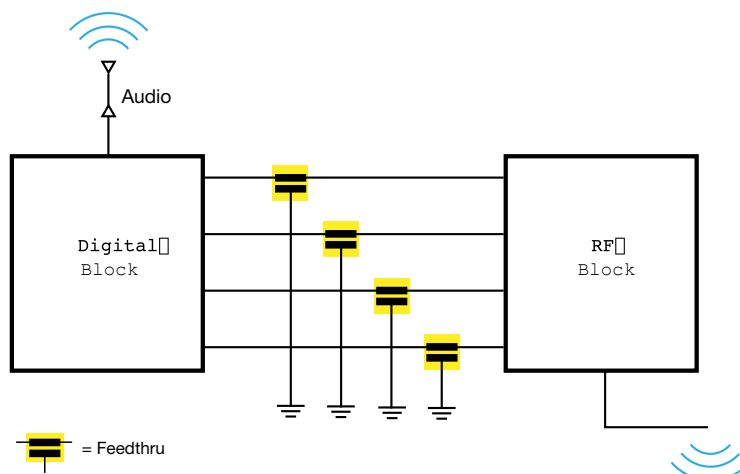 Audio
Digital
Block
RF
Block
= Feedthru